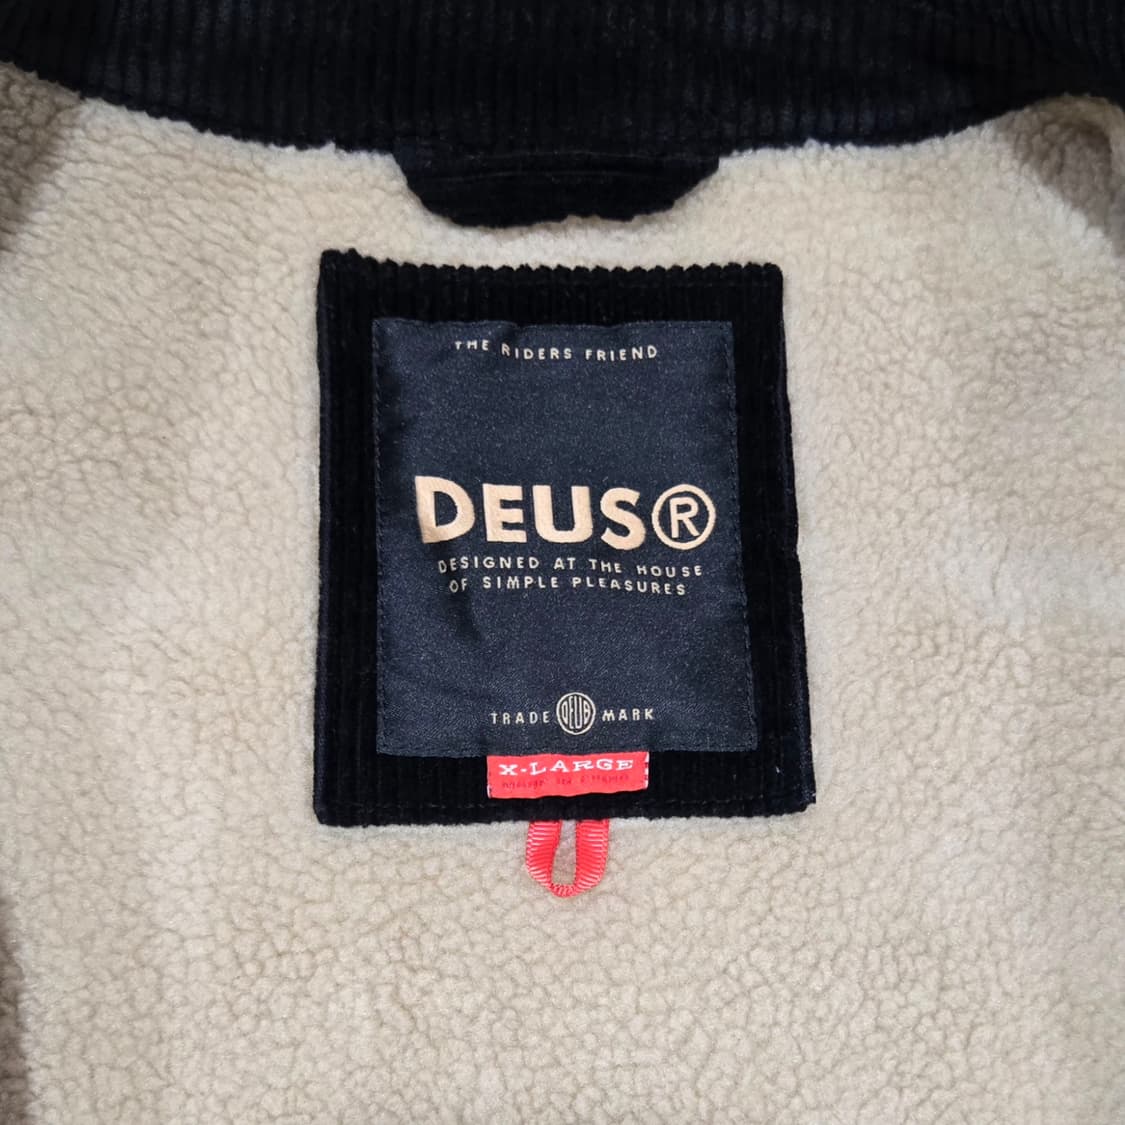 THE RIDERS FRIEND
DEUS®
DESIGNED AT THE HOUSE
OF SIMPLE PLEASURES
TRADE DEUS MARK
X-LARGE